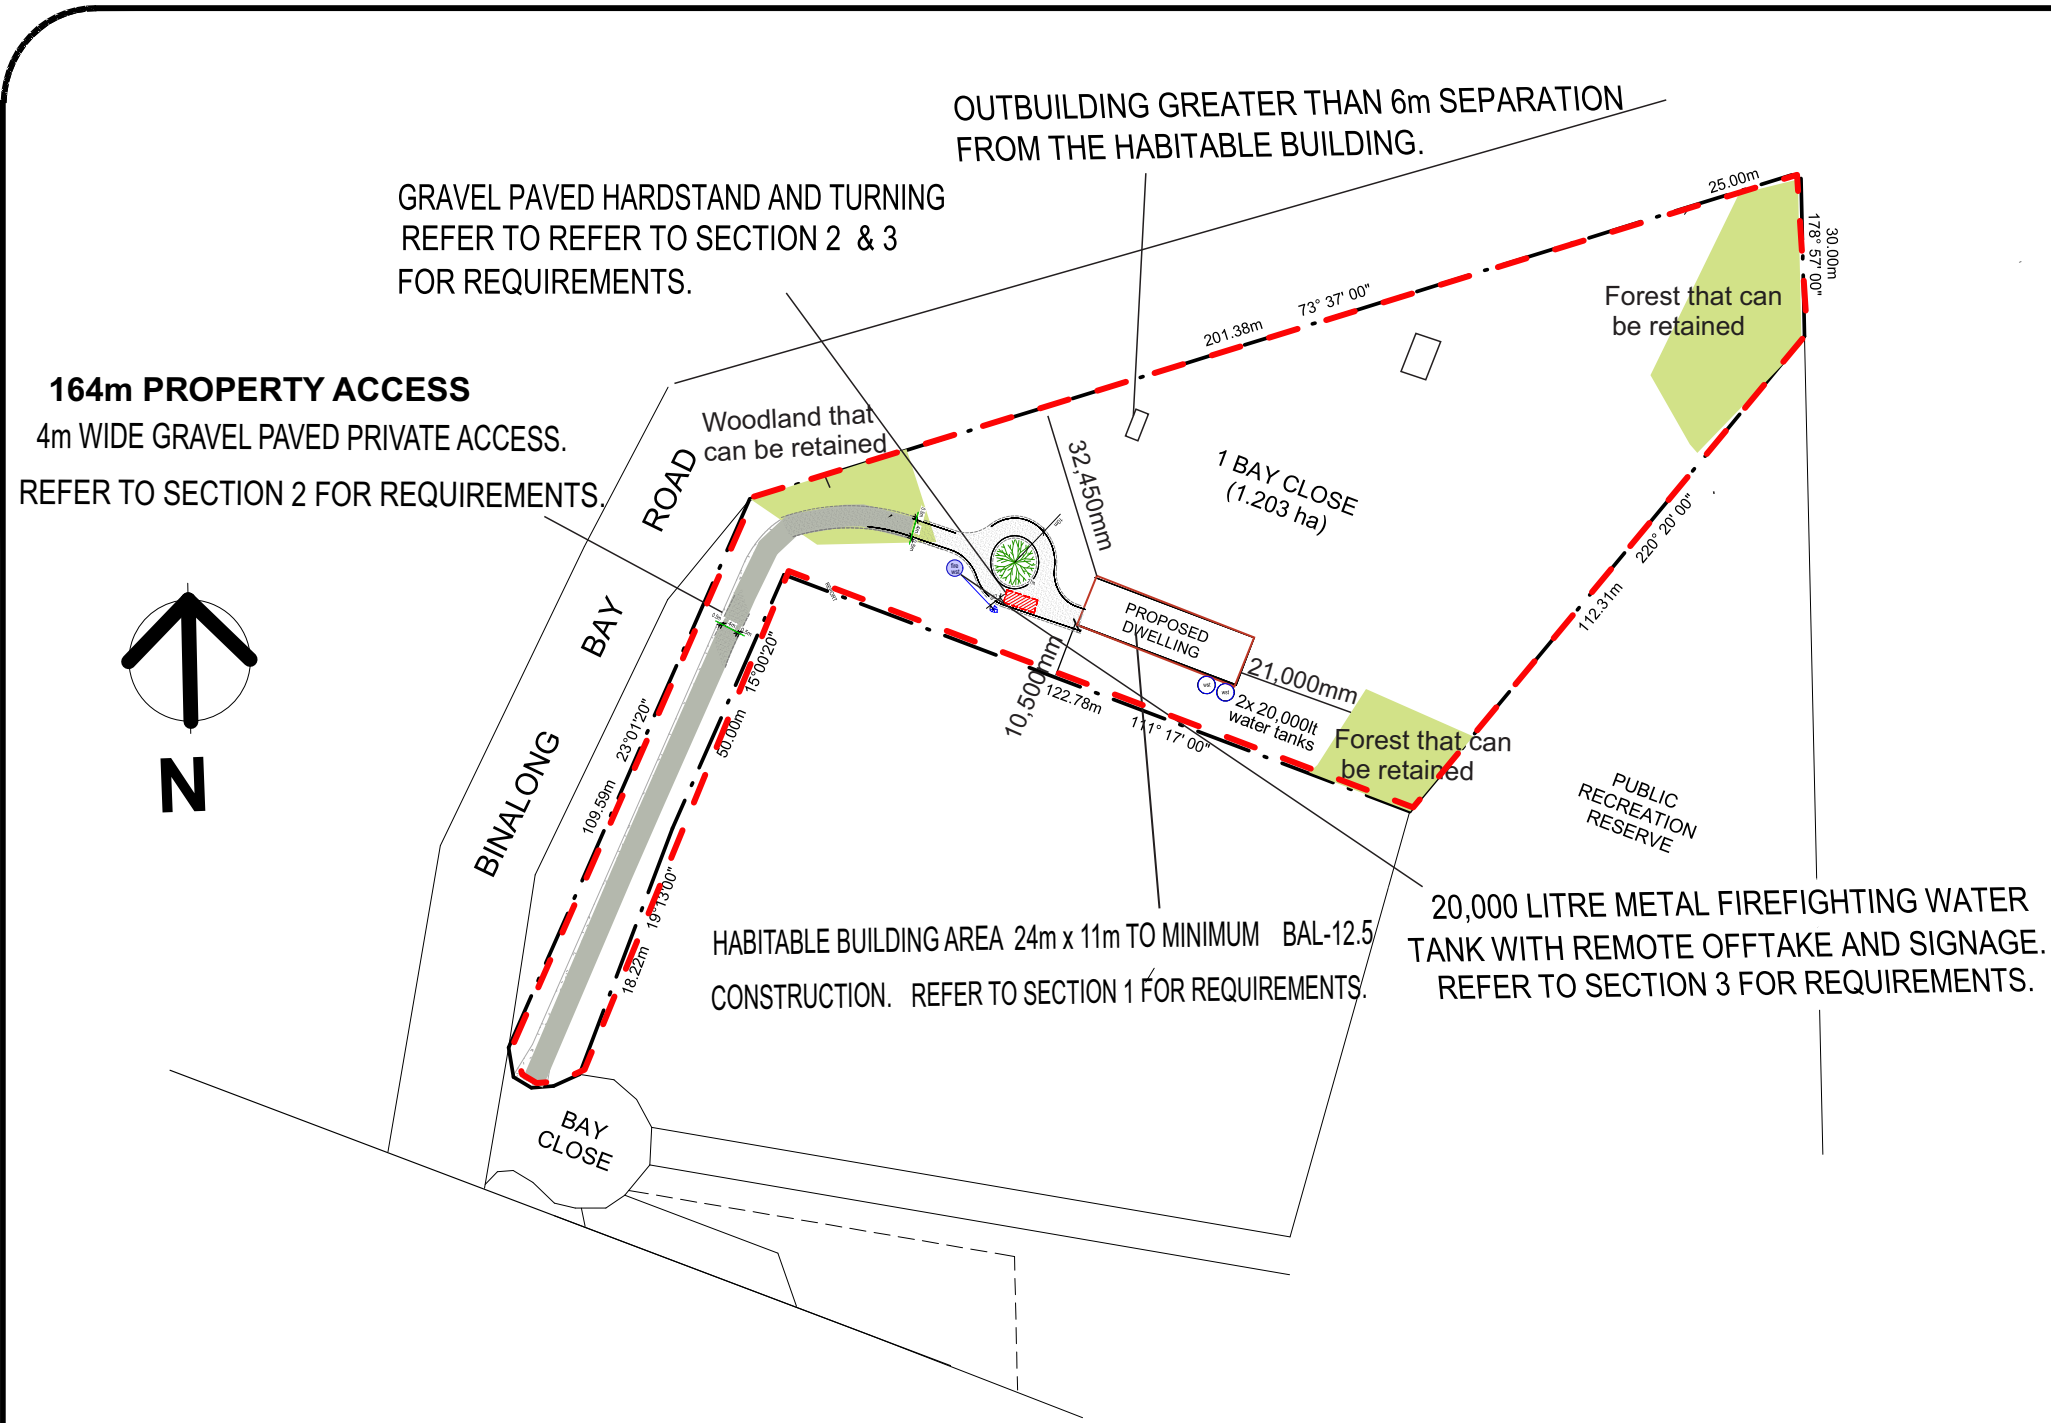 OUTBUILDING GREATER THAN 6m SEPARATION
FROM THE HABITABLE BUILDING.
GRAVEL PAVED HARDSTAND AND TURNING
REFER TO REFER TO SECTION 2 & 3
FOR REQUIREMENTS.
164m PROPERTY ACCESS
4m WIDE GRAVEL PAVED PRIVATE ACCESS.
REFER TO SECTION 2 FOR REQUIREMENTS.
25.00m
30.00m
178° 57' 00"
73° 37' 00"
201.38m
Forest that can
be retained
Woodland that
can be retained
ROAD
BAY
BINALONG
32,450mm
1 BAY CLOSE
(1.203 ha)
220° 20' 00"
112.31m
PROPOSED
DWELLING
10,500mm
21,000mm
122.78m
111° 17' 00"
2x 20,000lt
water tanks
Forest that can
be retained
PUBLIC
RECREATION
RESERVE
15°00'20"
50.00m
23°01'20"
109.59m
19°13'00"
18.22m
N
HABITABLE BUILDING AREA 24m x 11m TO MINIMUM BAL-12.5
CONSTRUCTION. REFER TO SECTION 1 FOR REQUIREMENTS.
20,000 LITRE METAL FIREFIGHTING WATER
TANK WITH REMOTE OFFTAKE AND SIGNAGE.
REFER TO SECTION 3 FOR REQUIREMENTS.
BAY
CLOSE